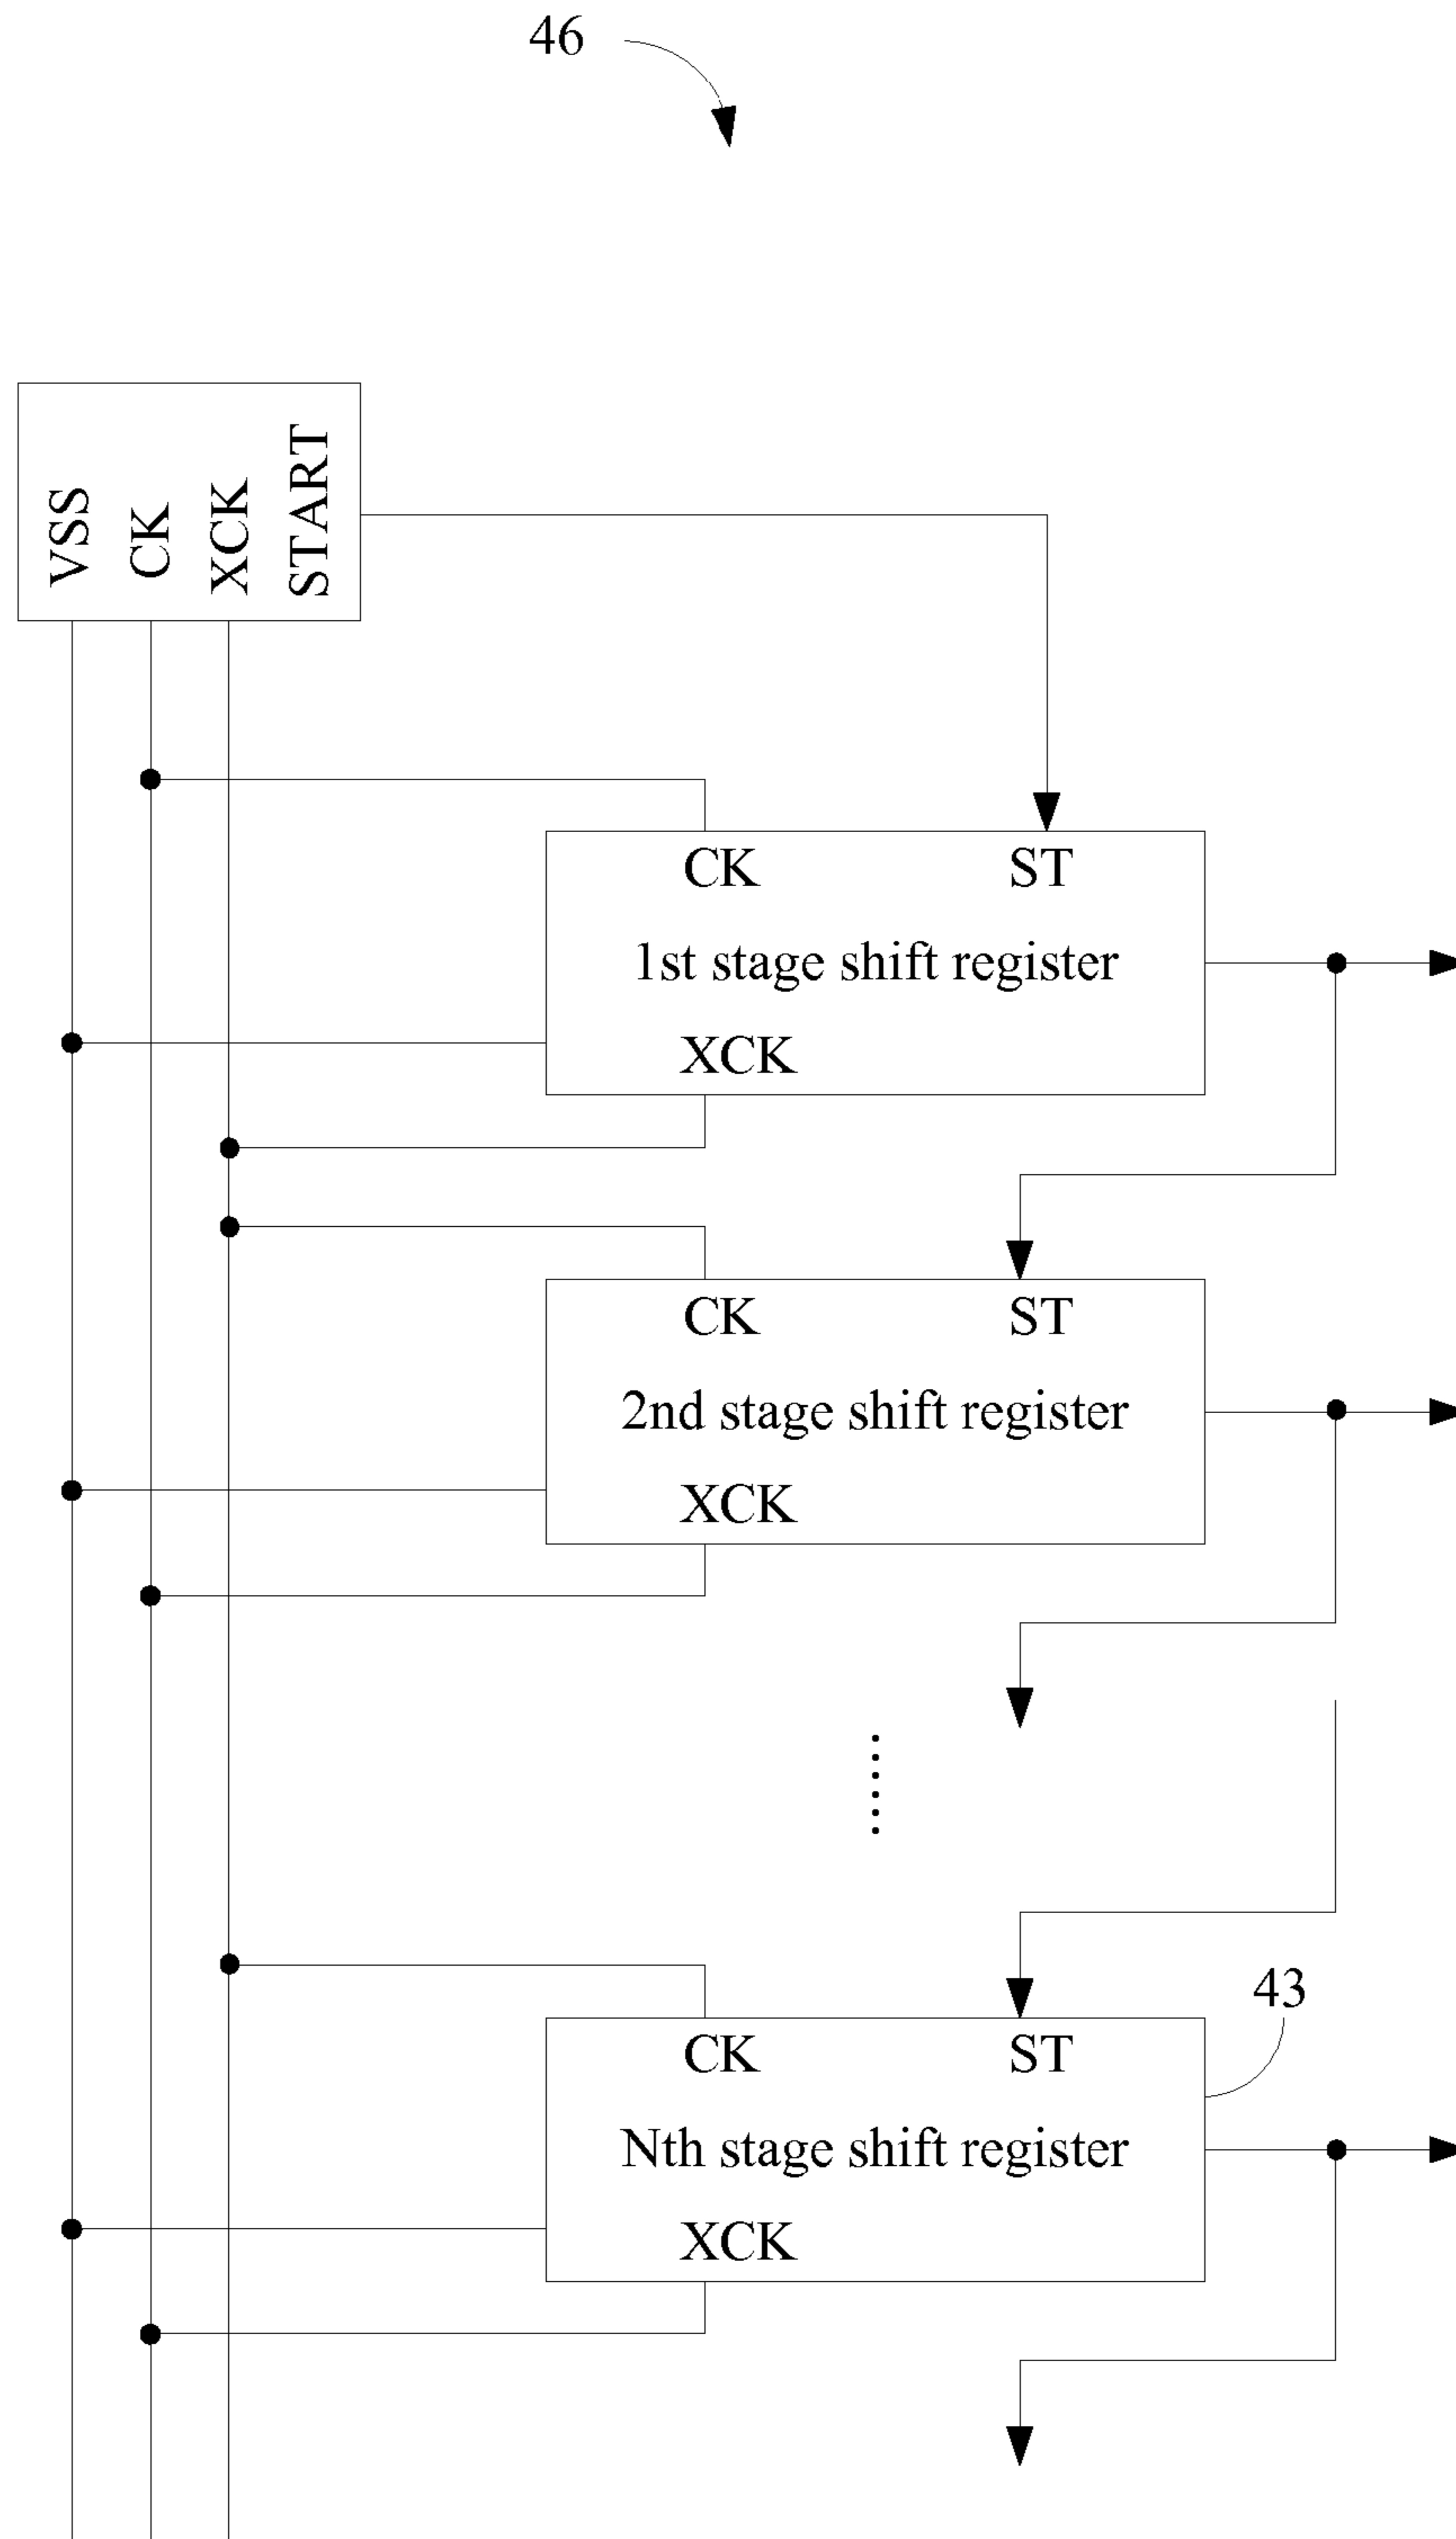 46
VSS
CK
XCK
START
CK ST
1st stage shift register
XCK
CK ST
2nd stage shift register
XCK
43
CK ST
Nth stage shift register
XCK